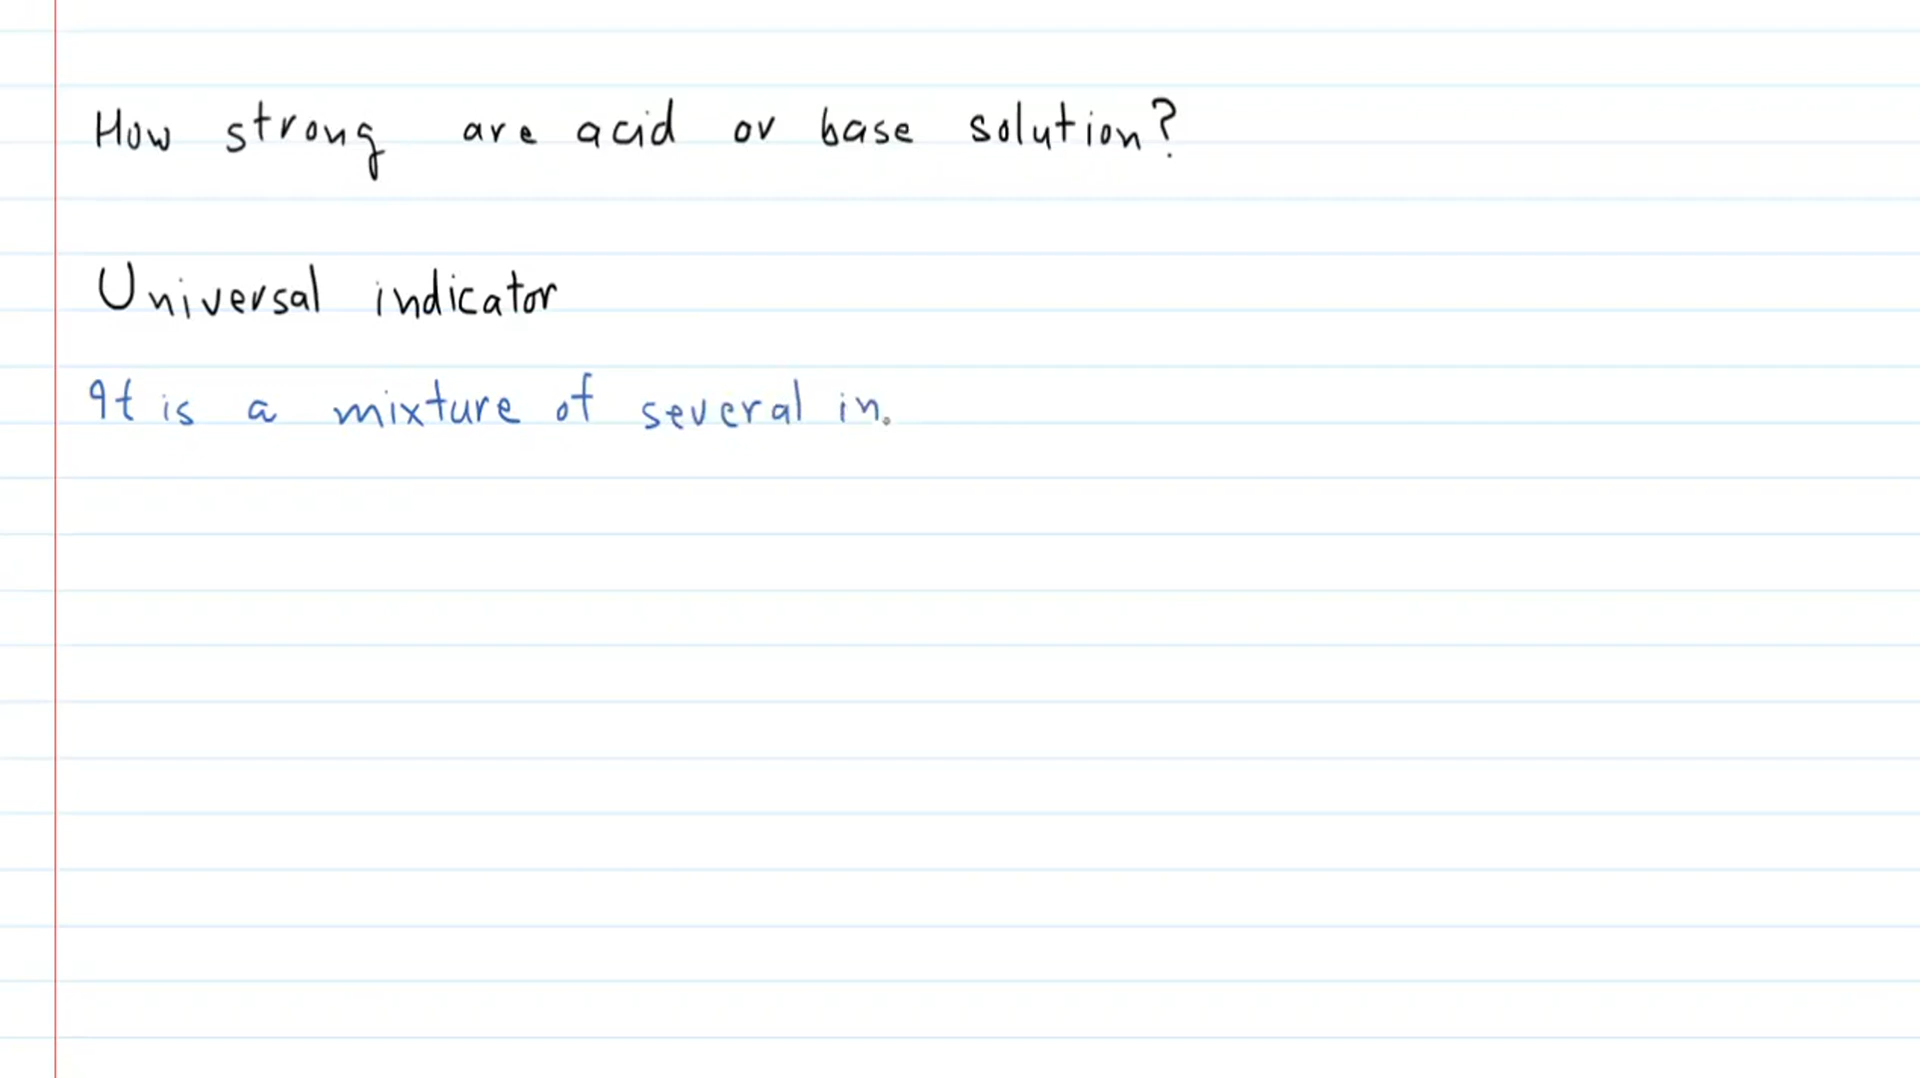 How strong are acid or base solution?
Universal indicator
It is a mixture of several in